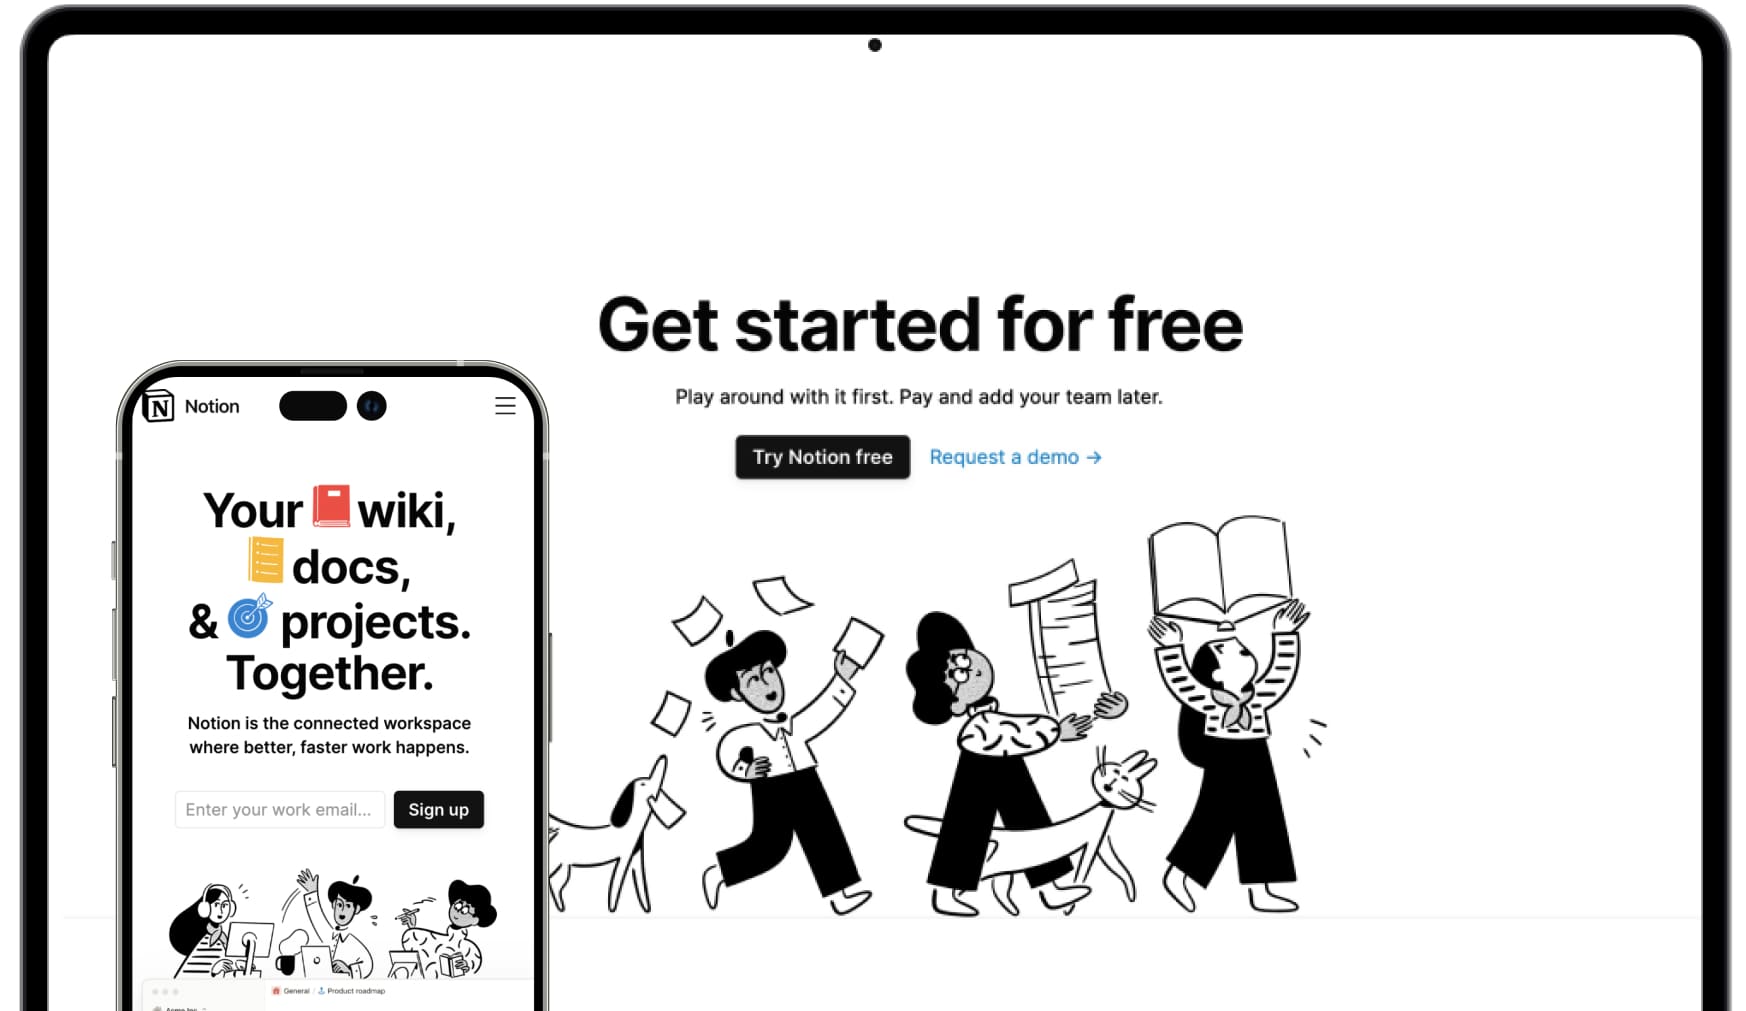 Get started for free
Play around with it first. Pay and add your team later.
Try Notion free
Request a demo →
Notion
Your wiki,
docs,
& projects.
Together.
Notion is the connected workspace
where better, faster work happens.
Enter your work email...
Sign up
General / Product roadmap
Acme Inc.